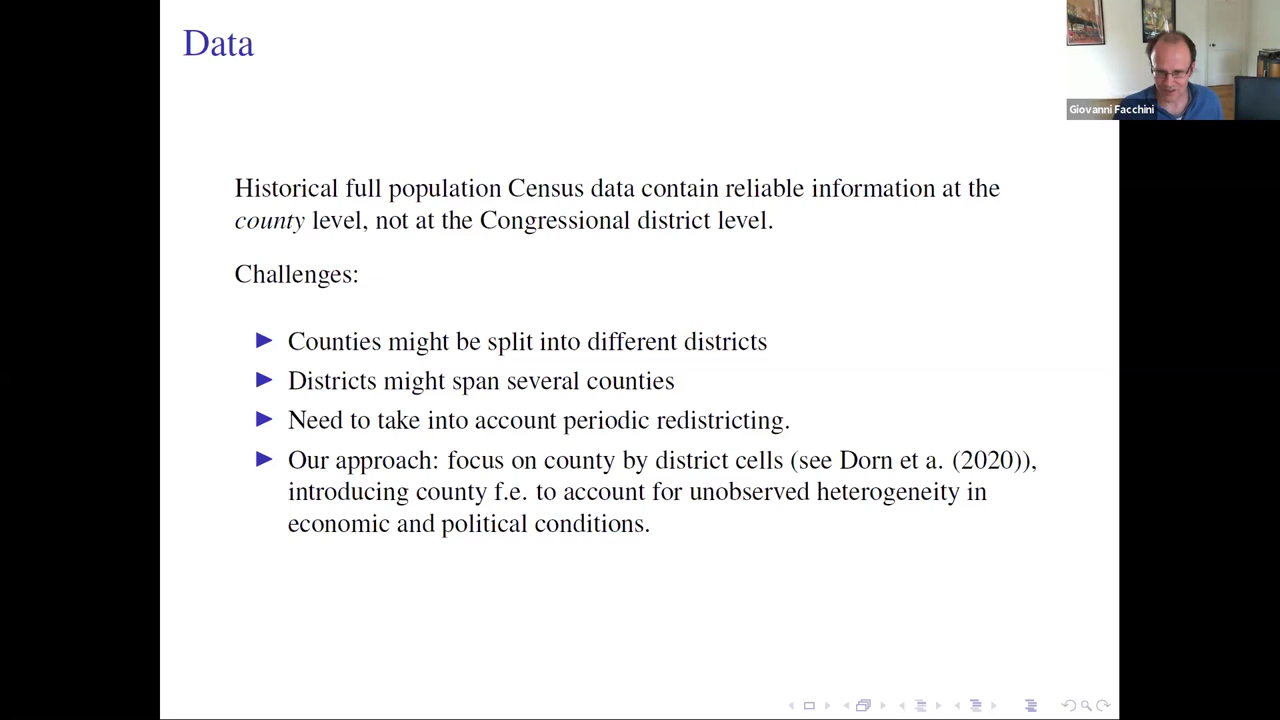 Data
Giovanni Facchini
Historical full population Census data contain reliable information at the
county level, not at the Congressional district level.
Challenges:
Counties might be split into different districts
Districts might span several counties
Need to take into account periodic redistricting.
Our approach: focus on county by district cells (see Dorn et a. (2020)),
introducing county f.e. to account for unobserved heterogeneity in
economic and political conditions.